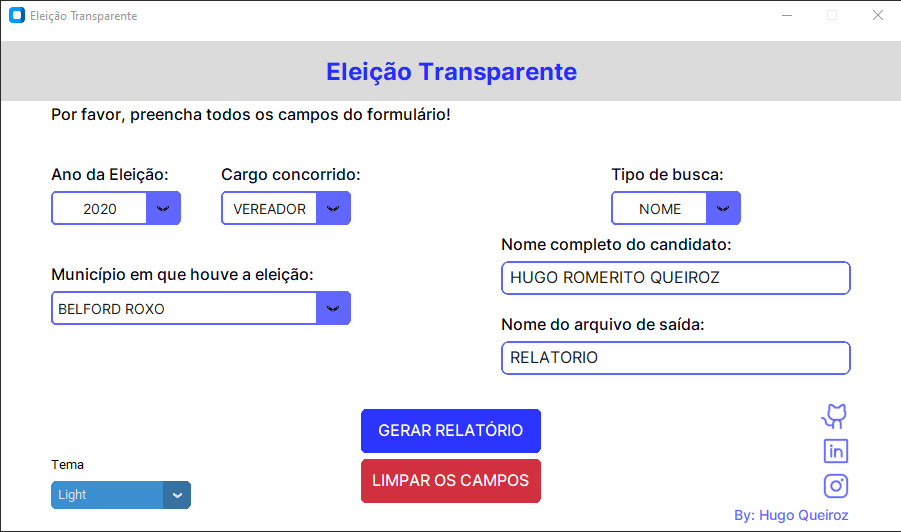 Eleição Transparente
Eleição Transparente
Por favor, preencha todos os campos do formulário!
Ano da Eleição:
Cargo concorrido:
Tipo de busca:
2020
VEREADOR
NOME
Nome completo do candidato:
Município em que houve a eleição:
HUGO ROMERITO QUEIROZ
BELFORD ROXO
Nome do arquivo de saída:
RELATORIO
GERAR RELATÓRIO
Tema
LIMPAR OS CAMPOS
Light
in
By: Hugo Queiroz